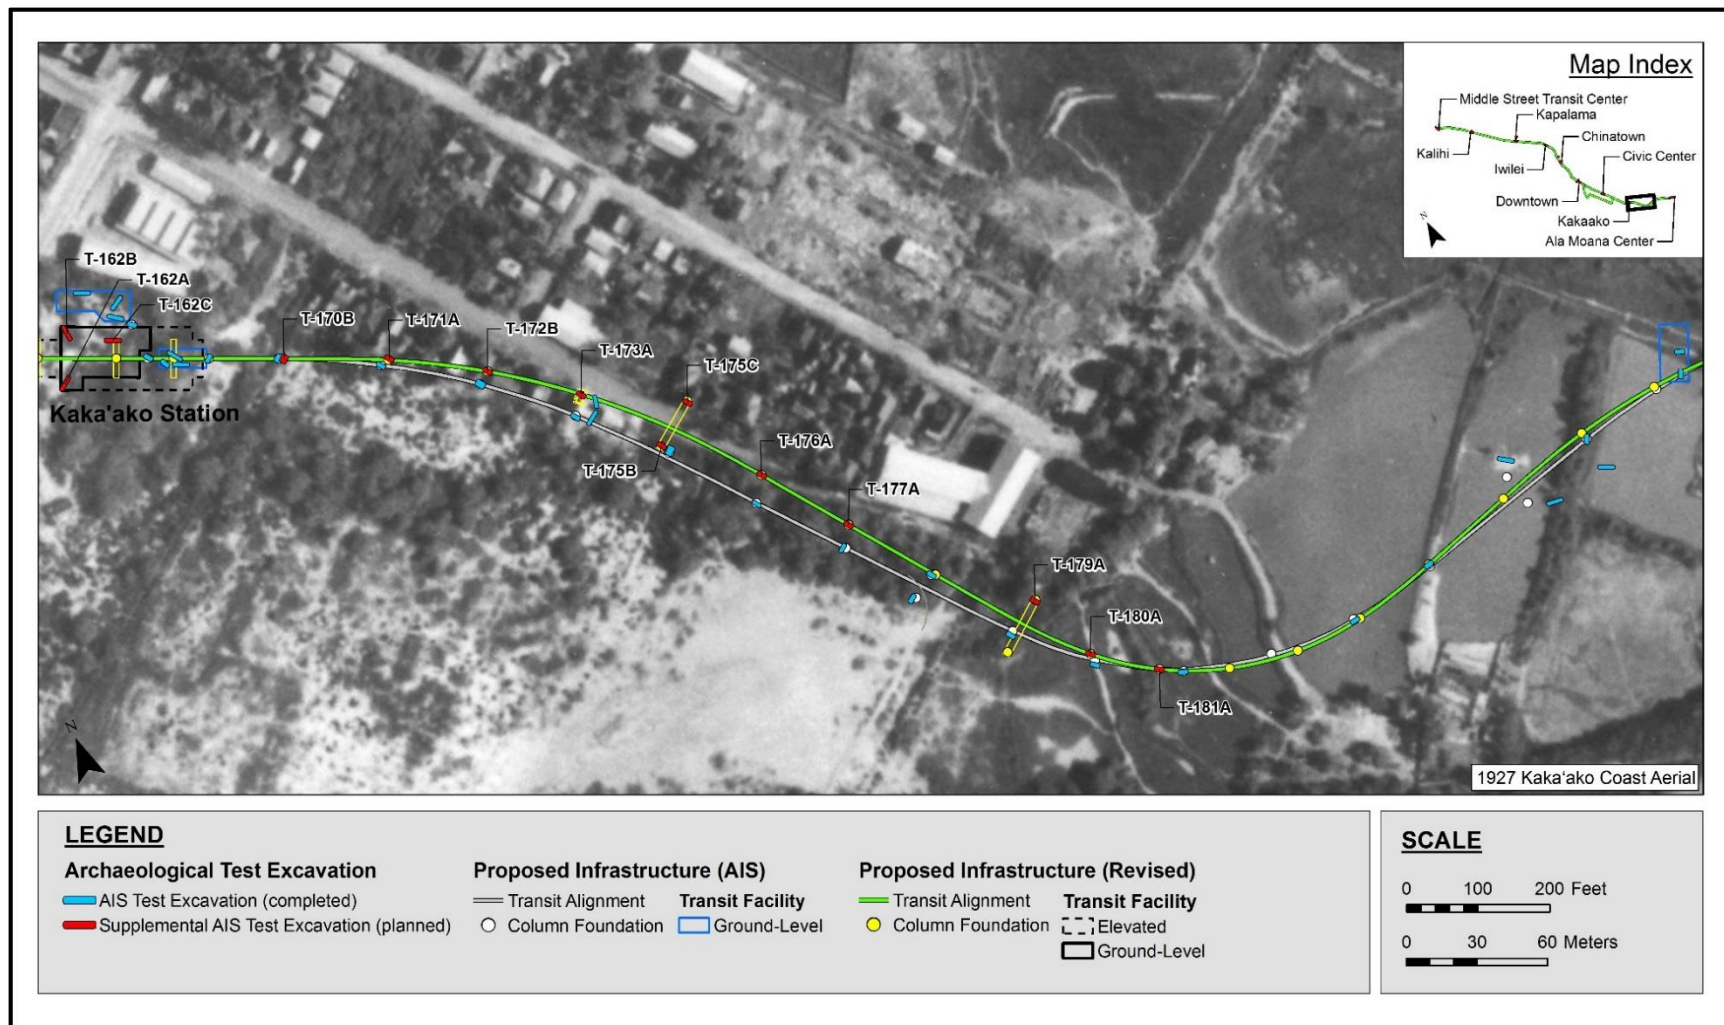 Map Index
Middle Street Transit Center
Kapalama
Chinatown
Kalihi
Civic Center
Iwilei
Downtown
Kakaako
Ala Moana Center
N
T-162B
T-162A
T-162C
T-170B
T-171A
T-172B
T-173A
T-175C
Kaka'ako Station
T-175B
T-176A
T-177A
T-179A
T-180A
T-181A
N
1927 Kaka‘ako Coast Aerial
LEGEND
Archaeological Test Excavation
AIS Test Excavation (completed)
Supplemental AIS Test Excavation (planned)
Proposed Infrastructure (AIS)
Transit Alignment
Column Foundation
Transit Facility
Ground-Level
Proposed Infrastructure (Revised)
Transit Alignment
Column Foundation
Transit Facility
Elevated
Ground-Level
SCALE
0 100 200 Feet
0 30 60 Meters